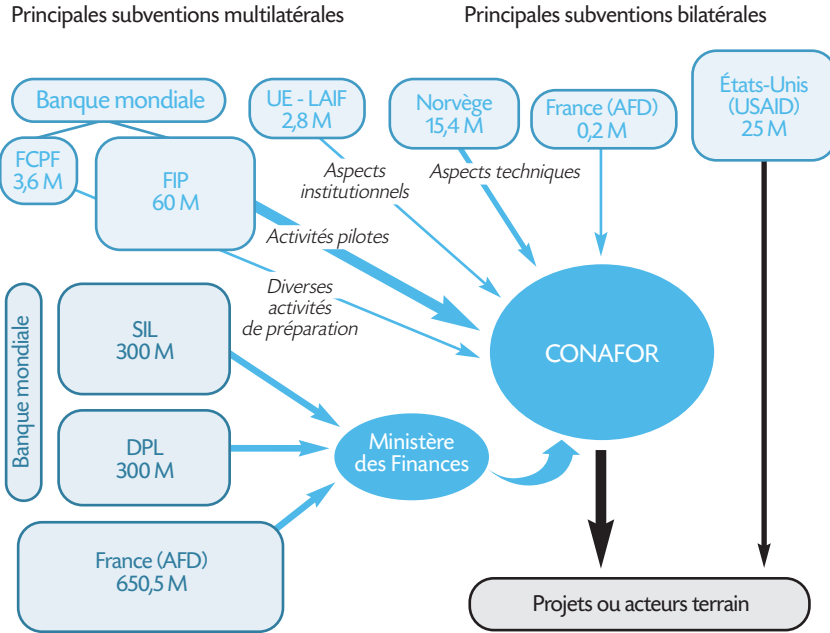 Principales subventions multilatérales
Principales subventions bilatérales
Banque mondiale
UE - LAIF
2,8 M
Norvège
15,4 M
France (AFD)
0,2 M
États-Unis
(USAID)
25 M
FCPF
3,6 M
FIP
60 M
Aspects
institutionnels
Aspects techniques
Activités pilotes
Diverses
activités
de préparation
Banque mondiale
SIL
300 M
DPL
300 M
France (AFD)
650,5 M
Ministère
des Finances
CONAFOR
Projets ou acteurs terrain